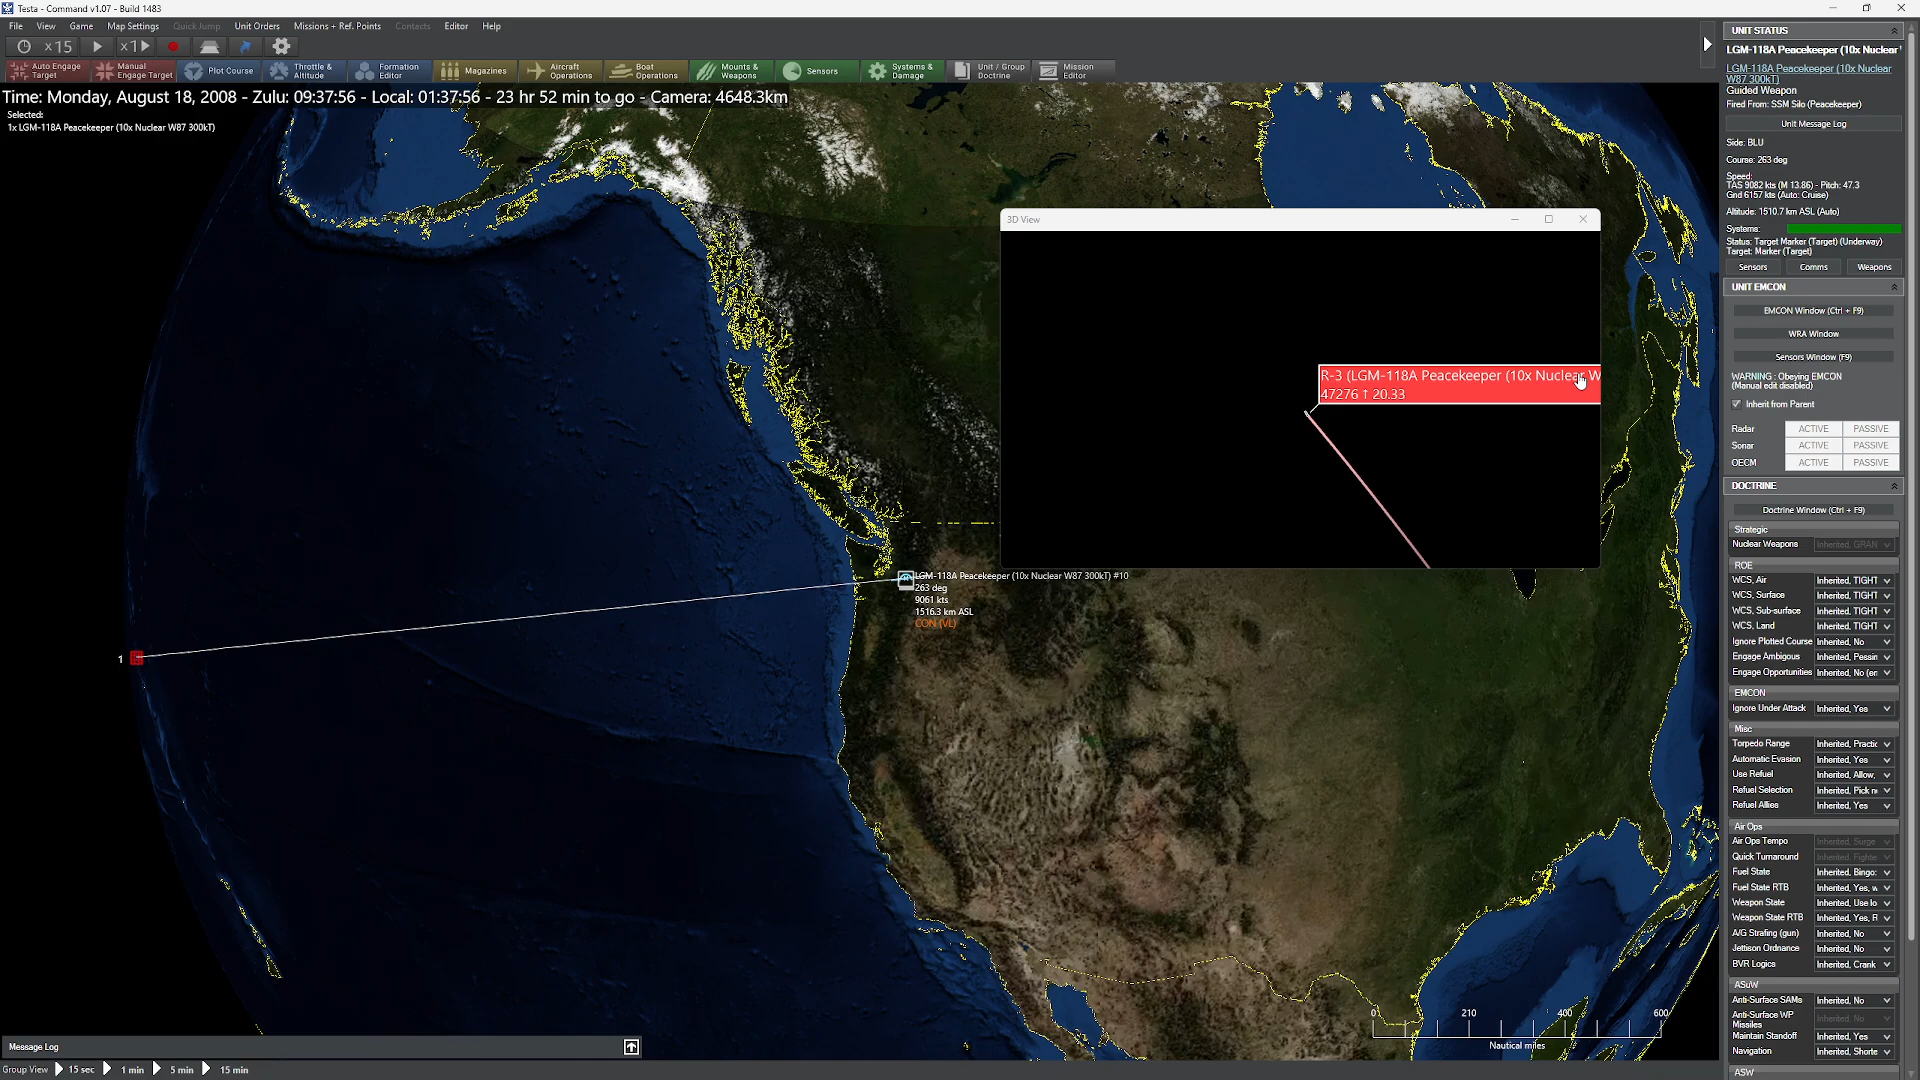 Testa - Command v1.07 - Build 1483
File View Game Map Settings Quick Jump Unit Orders Missions + Ref. Points Contacts Editor Help
x 15 x1
Auto Engage Target
Manual Engage Target
Plot Course
Throttle & Altitude
Formation Editor
Magazines
Aircraft Operations
Boat Operations
Mounts & Weapons
Sensors
Systems & Damage
Unit / Group Doctrine
Mission Editor
Time: Monday, August 18, 2008 - Zulu: 09:37:56 - Local: 01:37:56 - 23 hr 52 min to go - Camera: 4648.3km
Selected:
1x LGM-118A Peacekeeper (10x Nuclear W87 300kT)
3D View
R-3 (LGM-118A Peacekeeper (10x Nuclear W
47276 ↑ 20.33
LGM-118A Peacekeeper (10x Nuclear W87 300kT) #10
263 deg
9061 kts
1516.3 km ASL
CON (VL)
1
0 210 400 600
Nautical miles
Message Log
Group View 15 sec 1 min 5 min 15 min
UNIT STATUS
LGM-118A Peacekeeper (10x Nuclear
LGM-118A Peacekeeper (10x Nuclear
W87 300kT)
Guided Weapon
Fired From: SSM Silo (Peacekeeper)
Unit Message Log
Side: BLU
Course: 263 deg
Speed:
TAS 9082 kts (M 13.86) - Pitch: 47.3
Gnd 6157 kts (Auto: Cruise)
Altitude: 1510.7 km ASL (Auto)
Systems:
Status: Target Marker (Target) (Underway)
Target: Marker (Target)
Sensors Comms Weapons
UNIT EMCON
EMCON Window (Ctrl + F9)
WRA Window
Sensors Window (F9)
WARNING : Obeying EMCON
(Manual edit disabled)
Inherit from Parent
Radar ACTIVE PASSIVE
Sonar ACTIVE PASSIVE
OECM ACTIVE PASSIVE
DOCTRINE
Doctrine Window (Ctrl + F9)
Strategic
Nuclear Weapons Inherited, GRAN
ROE
WCS, Air Inherited, TIGHT
WCS, Surface Inherited, TIGHT
WCS, Sub-surface Inherited, TIGHT
WCS, Land Inherited, TIGHT
Ignore Plotted Course Inherited, No
Engage Ambiguous Inherited, Pessin
Engage Opportunities Inherited, No (en
EMCON
Ignore Under Attack Inherited, Yes
Misc
Torpedo Range Inherited, Practic
Automatic Evasion Inherited, Yes
Use Refuel Inherited, Allow,
Refuel Selection Inherited, Pick n
Refuel Allies Inherited, Yes
Air Ops
Air Ops Tempo Inherited, Surge
Quick Turnaround Inherited, Fighte
Fuel State Inherited, Bingo:
Fuel State RTB Inherited, Yes, w
Weapon State Inherited, Use lo
Weapon State RTB Inherited, Yes, R
A/G Strafing (gun) Inherited, No
Jettison Ordnance Inherited, No
BVR Logics Inherited, Crank
ASuW
Anti-Surface SAMs Inherited, No
Anti-Surface WP Missiles Inherited, No
Maintain Standoff Inherited, Yes
Navigation Inherited, Shorte
ASW